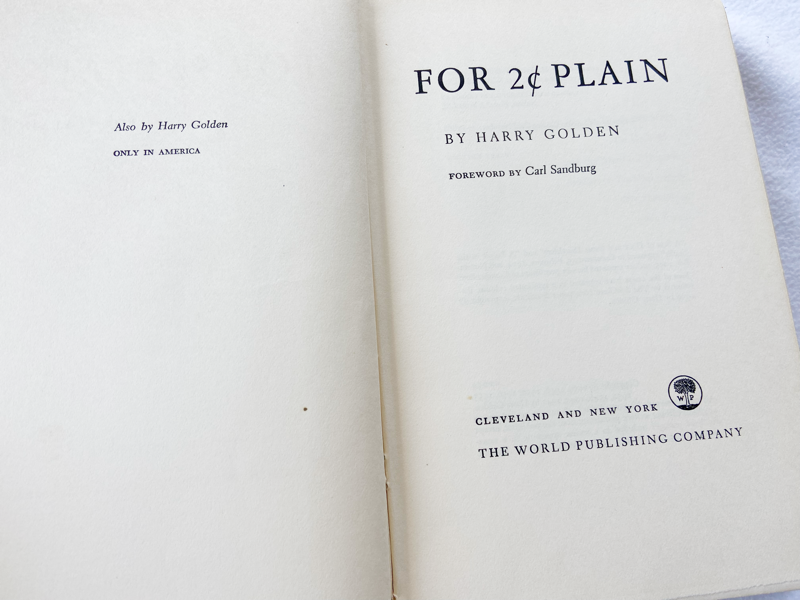 Also by Harry Golden
ONLY IN AMERICA
FOR 2¢ PLAIN
BY HARRY GOLDEN
FOREWORD BY Carl Sandburg
CLEVELAND AND NEW YORK
W P
THE WORLD PUBLISHING COMPANY